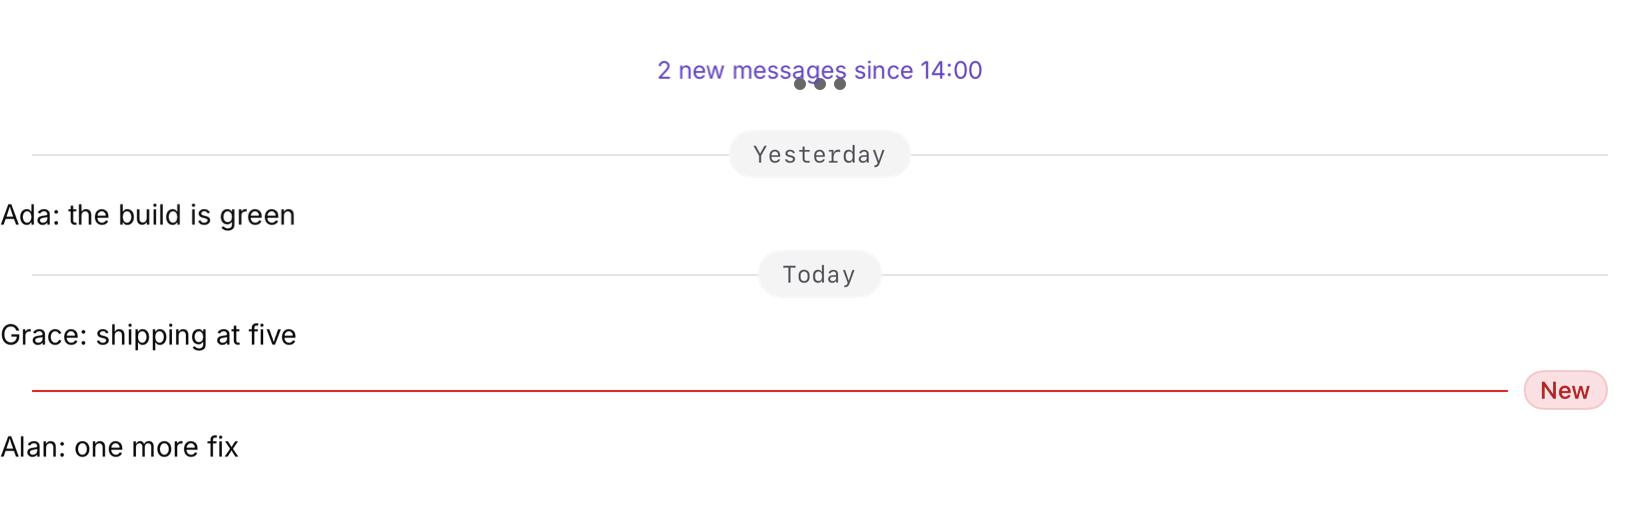 2 new messages since 14:00
Yesterday
Ada: the build is green
Today
Grace: shipping at five
New
Alan: one more fix